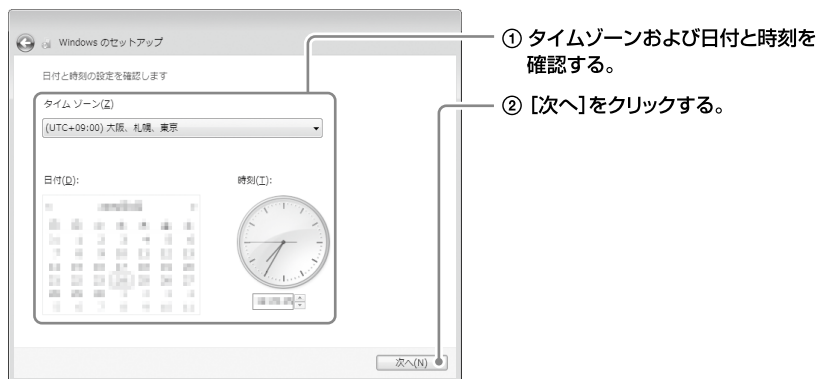 Windows のセットアップ
① タイムゾーンおよび日付と時刻を
確認する。
日付と時刻の設定を確認します
タイム ゾーン(Z)
② [次へ]をクリックする。
(UTC+09:00) 大阪、札幌、東京
日付(D):
時刻(T):
次へ(N)